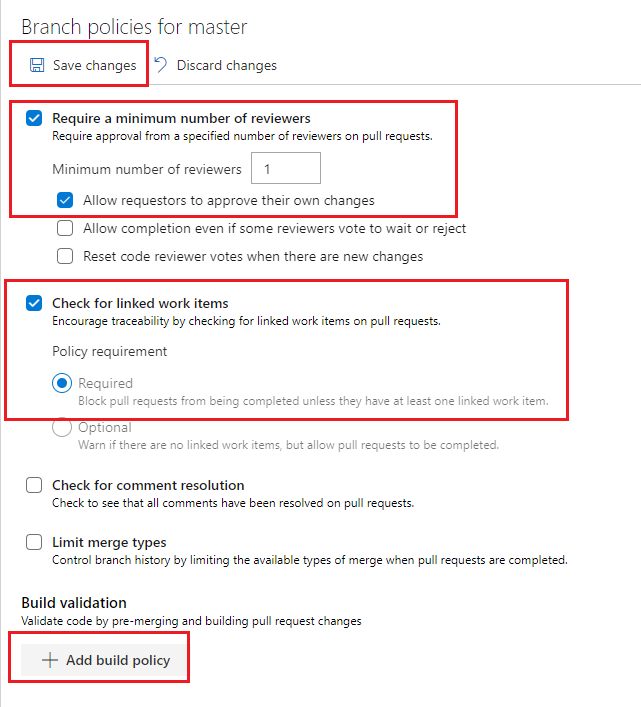 Branch policies for master
Save changes Discard changes
Require a minimum number of reviewers
Require approval from a specified number of reviewers on pull requests.
Minimum number of reviewers 1
Allow requestors to approve their own changes
Allow completion even if some reviewers vote to wait or reject
Reset code reviewer votes when there are new changes
Check for linked work items
Encourage traceability by checking for linked work items on pull requests.
Policy requirement
Required
Block pull requests from being completed unless they have at least one linked work item.
Optional
Warn if there are no linked work items, but allow pull requests to be completed.
Check for comment resolution
Check to see that all comments have been resolved on pull requests.
Limit merge types
Control branch history by limiting the available types of merge when pull requests are completed.
Build validation
Validate code by pre-merging and building pull request changes
Add build policy